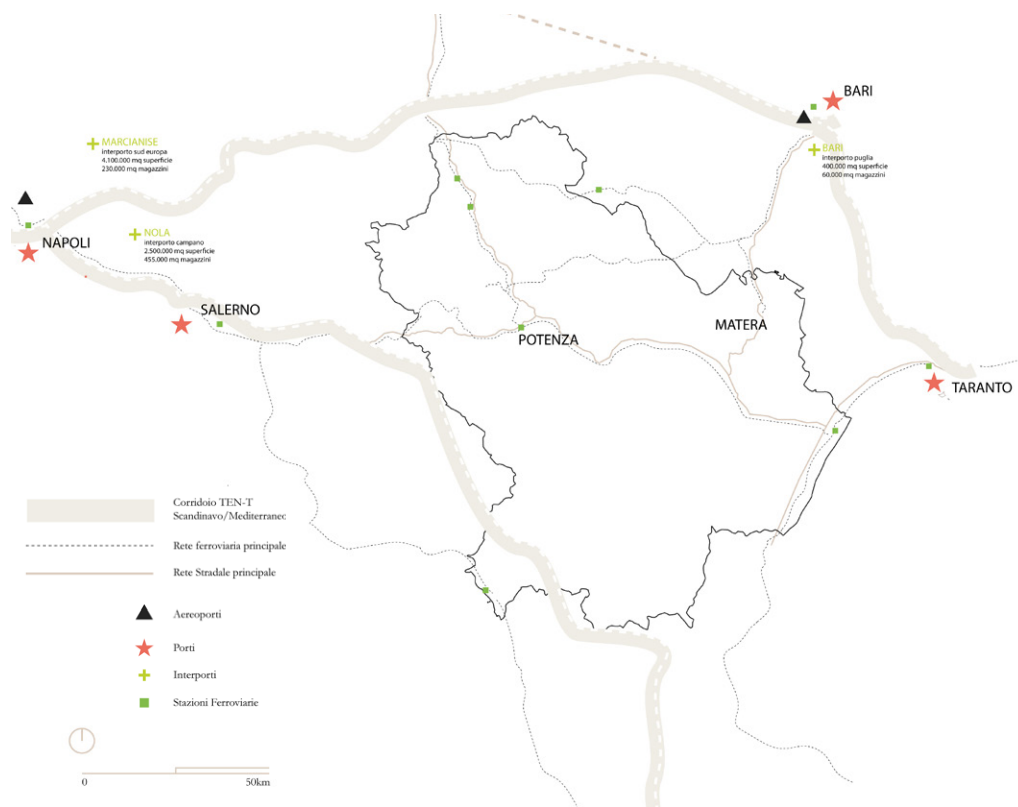 BARI
MARCIANISE
interporto sud europa
4.100.000 mq superficie
230.000 mq magazzini
BARI
interporto puglia
400.000 mq superficie
60.000 mq magazzini
NOLA
interporto campano
2.500.000 mq superficie
455.000 mq magazzini
NAPOLI
SALERNO
POTENZA
MATERA
TARANTO
Corridoio TEN-T
Scandinavo/Mediterraneo
Rete ferroviaria principale
Rete Stradale principale
Aereoporti
Porti
Interporti
Stazioni Ferroviarie
0
50km